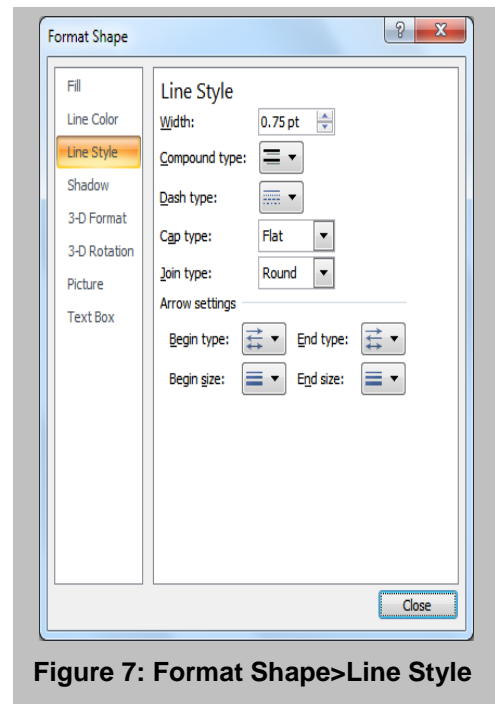 Format Shape
?
X
Fill
Line Color
Line Style
Shadow
3-D Format
3-D Rotation
Picture
Text Box
Line Style
Width: 0.75 pt
Compound type:
Dash type:
Cap type: Flat
Join type: Round
Arrow settings
Begin type: End type:
Begin size: End size:
Close
Figure 7: Format Shape>Line Style